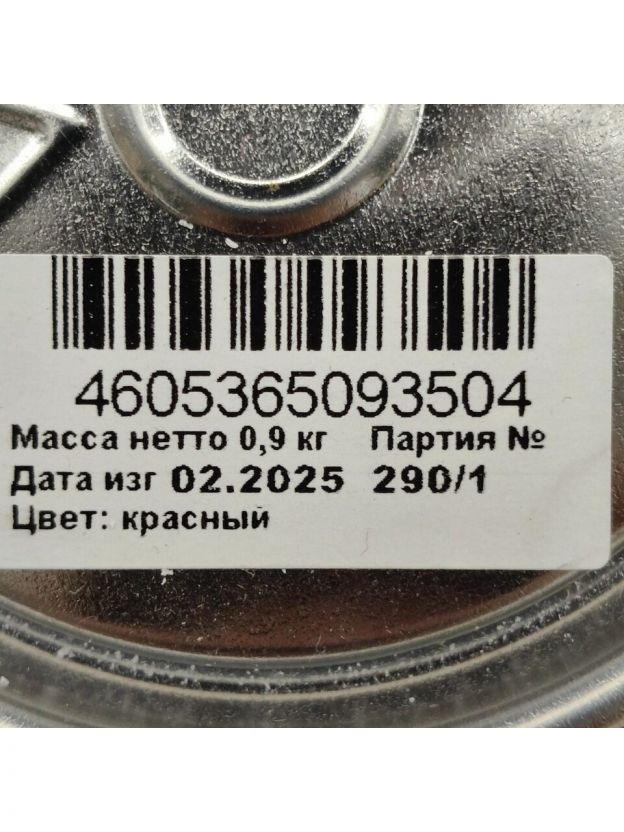 4605365093504
Масса нетто 0,9 кг Партия №
Дата изг 02.2025 290/1
Цвет: красный